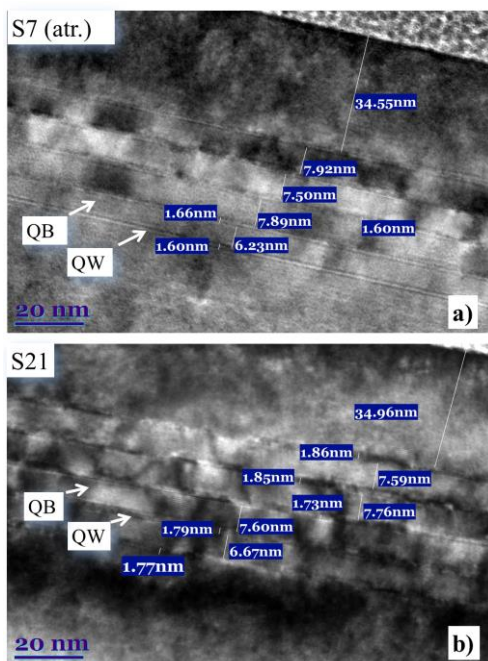 S7 (atr.)
34.55nm
7.92nm
7.50nm
QB
1.66nm
7.89nm
1.60nm
QW
1.60nm
6.23nm
20 nm
a)
S21
34.96nm
1.86nm
1.85nm
7.59nm
QB
1.73nm
7.76nm
1.79nm
7.60nm
QW
6.67nm
1.77nm
20 nm
b)